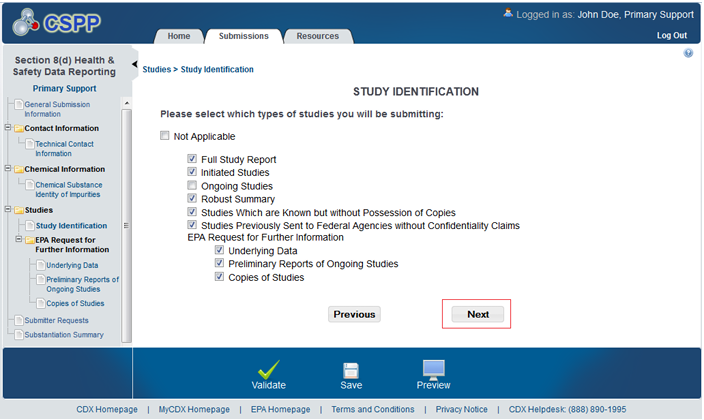 CSPP
Logged in as: John Doe, Primary Support
Home
Submissions
Resources
Log Out
Section 8(d) Health &
Safety Data Reporting
Primary Support
General Submission
Information
Contact Information
Technical Contact
Information
Chemical Information
Chemical Substance
Identity of Impurities
Studies
Study Identification
EPA Request for
Further Information
Underlying Data
Preliminary Reports of
Ongoing Studies
Copies of Studies
Submitter Requests
Substantiation Summary
Studies > Study Identification
STUDY IDENTIFICATION
Please select which types of studies you will be submitting:
Not Applicable
Full Study Report
Initiated Studies
Ongoing Studies
Robust Summary
Studies Which are Known but without Possession of Copies
Studies Previously Sent to Federal Agencies without Confidentiality Claims
EPA Request for Further Information
Underlying Data
Preliminary Reports of Ongoing Studies
Copies of Studies
Previous
Next
Validate
Save
Preview
CDX Homepage | MyCDX Homepage | EPA Homepage | Terms and Conditions | Privacy Notice | CDX Helpdesk: (888) 890-1995